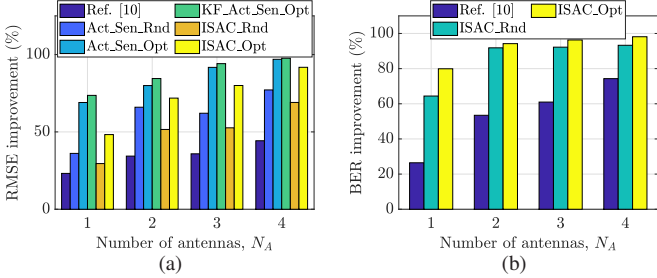 Ref. [10]
KF_Act_Sen_Opt
Act_Sen_Rnd
ISAC_Rnd
Act_Sen_Opt
ISAC_Opt
RMSE improvement (%)
100
50
0
1 2 3 4
Number of antennas, N_A
(a)
Ref. [10]
ISAC_Opt
ISAC_Rnd
BER improvement (%)
100
80
60
40
20
0
1 2 3 4
Number of antennas, N_A
(b)